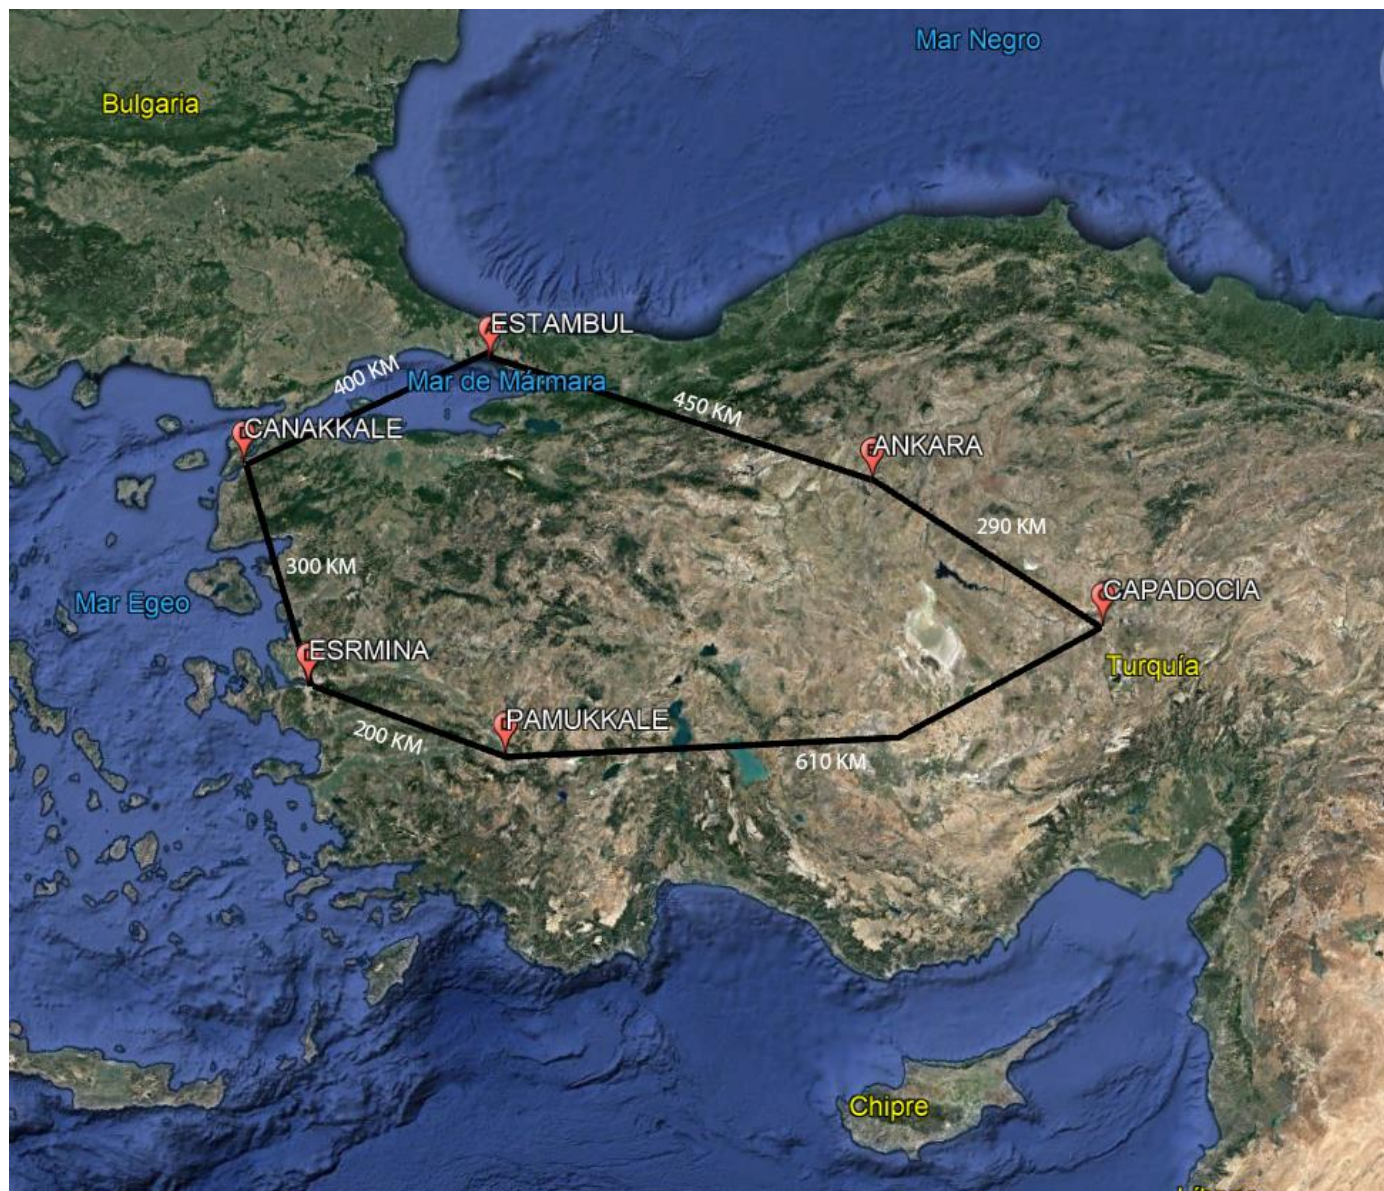 Mar Negro
Bulgaria
ESTAMBUL
400 KM
Mar de Mármara
450 KM
CANAKKALE
ANKARA
290 KM
300 KM
CAPADOCIA
Mar Egeo
ESRMINA
Turquía
PAMUKKALE
200 KM
610 KM
Chipre